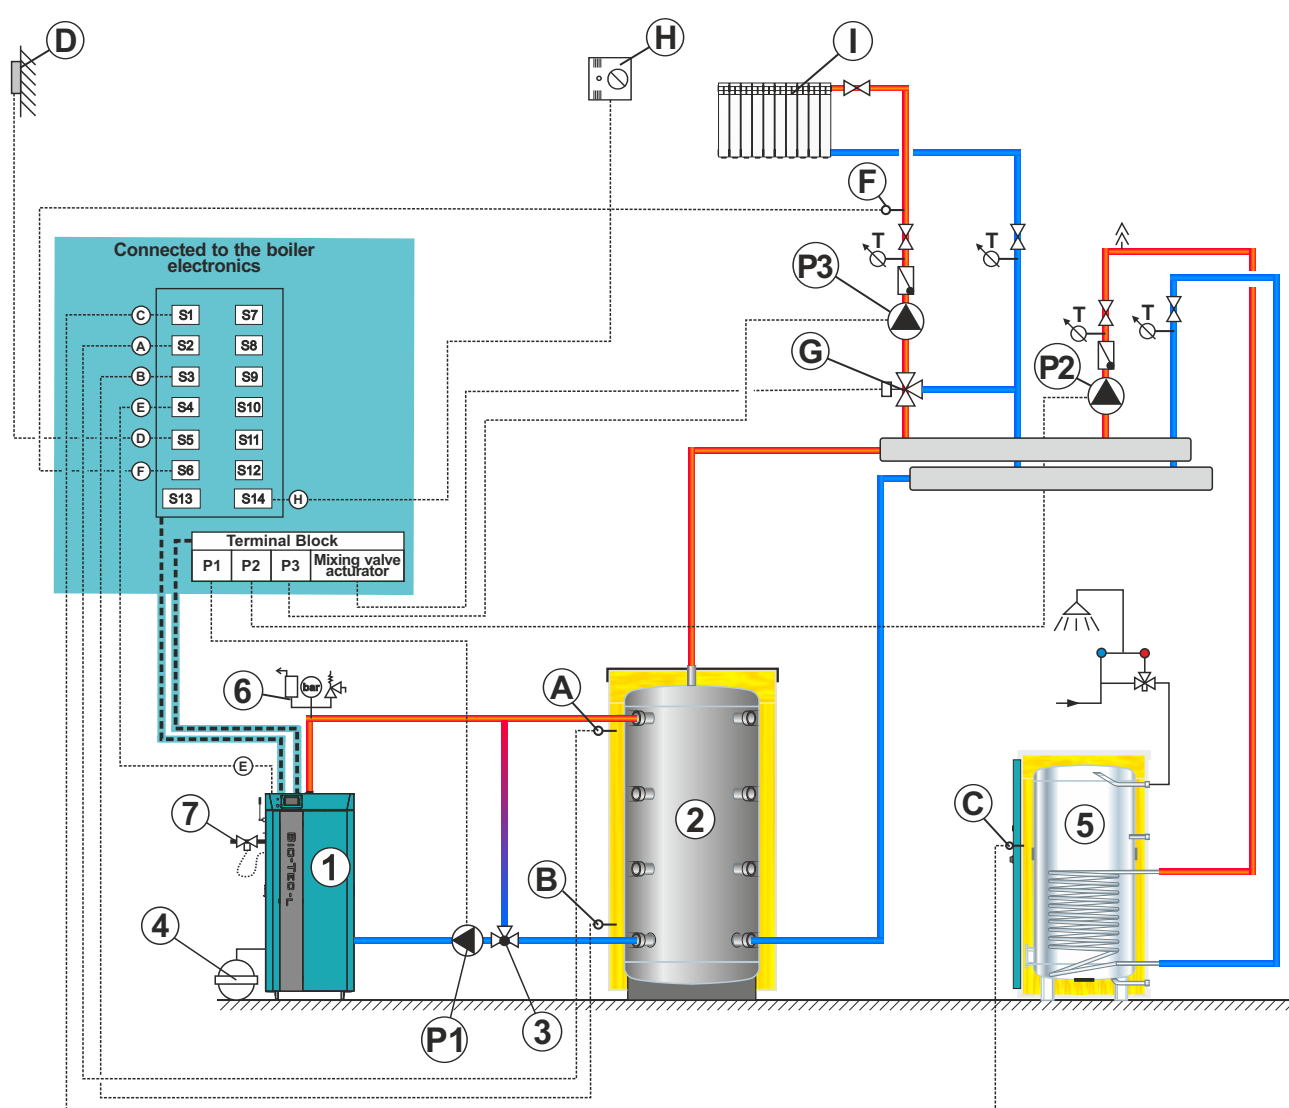 D
H
I
F
T
T
P3
Connected to the boiler
electronics
C
S1
S7
A
S2
S8
B
S3
S9
E
S4
S10
D
S5
S11
F
S6
S12
S13
S14
H
T
T
G
P2
Terminal Block
P1
P2
P3
Mixing valve
acturator
6
bar
A
E
7
1
BIO-TEC-L
2
C
5
B
4
P1
3